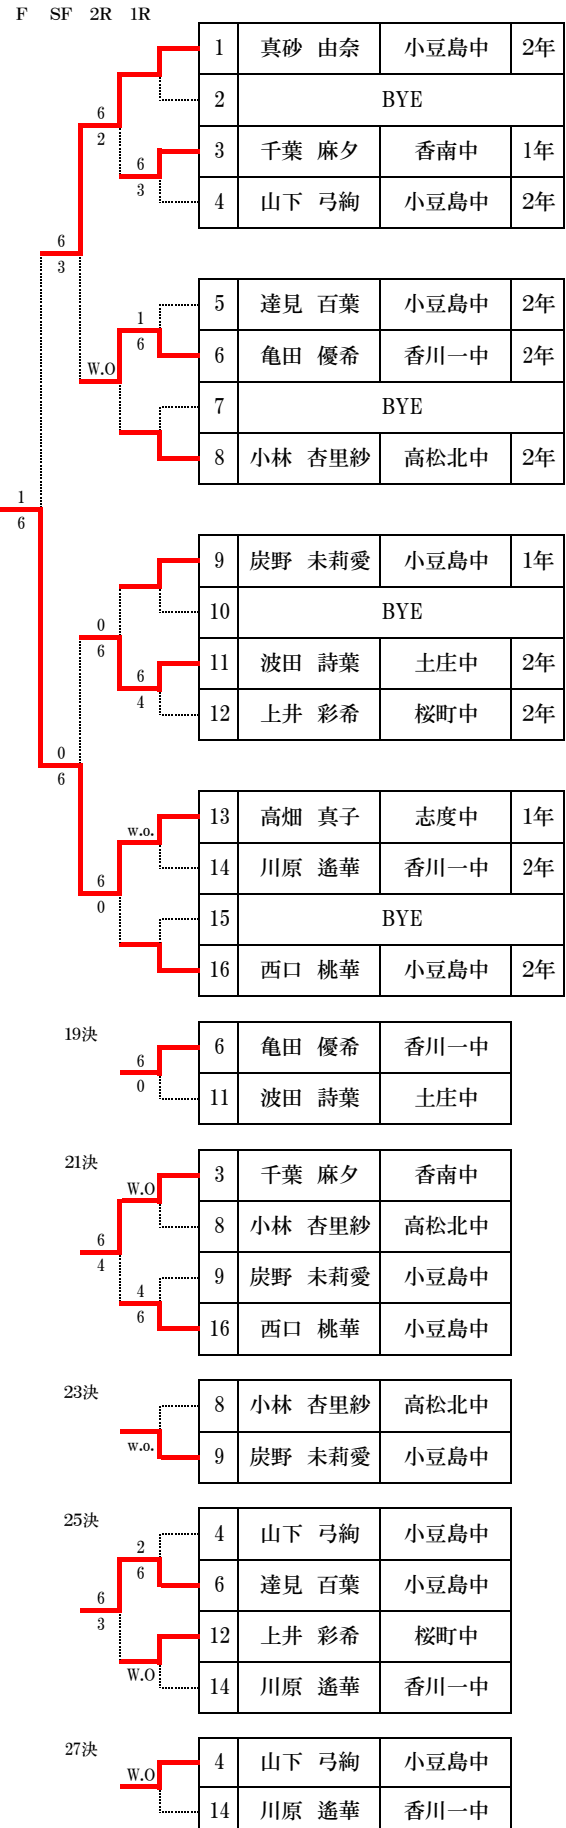 F SF 2R 1R
1 真砂 由奈 小豆島中 2年
2 BYE
6
2
3 千葉 麻夕 香南中 1年
6
3
4 山下 弓絢 小豆島中 2年
6
3
5 達見 百葉 小豆島中 2年
1
6
6 亀田 優希 香川一中 2年
W.O
7 BYE
8 小林 杏里紗 高松北中 2年
1
6
9 炭野 未莉愛 小豆島中 1年
10 BYE
0
6
11 波田 詩葉 土庄中 2年
6
4
12 上井 彩希 桜町中 2年
0
6
13 高畑 真子 志度中 1年
w.o.
14 川原 遙華 香川一中 2年
6
0
15 BYE
16 西口 桃華 小豆島中 2年
19決
6 亀田 優希 香川一中
6
0
11 波田 詩葉 土庄中
21決
3 千葉 麻夕 香南中
W.O
8 小林 杏里紗 高松北中
6
4
9 炭野 未莉愛 小豆島中
4
6
16 西口 桃華 小豆島中
23決
8 小林 杏里紗 高松北中
w.o.
9 炭野 未莉愛 小豆島中
25決
4 山下 弓絢 小豆島中
2
6
6 達見 百葉 小豆島中
6
3
12 上井 彩希 桜町中
W.O
14 川原 遙華 香川一中
27決
4 山下 弓絢 小豆島中
W.O
14 川原 遙華 香川一中